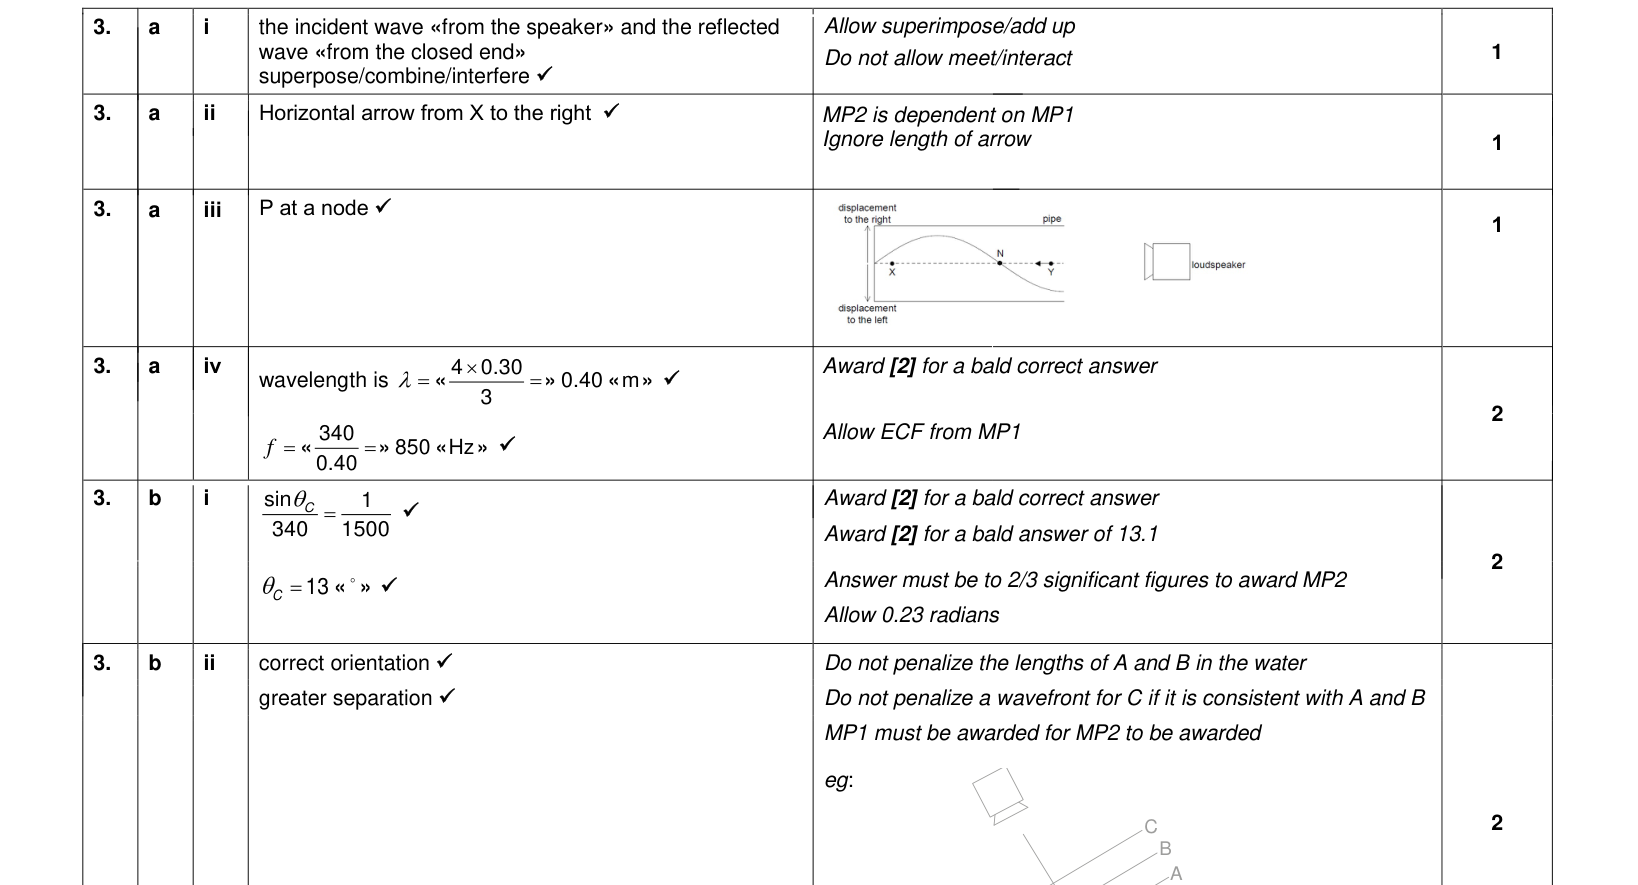 3. a i the incident wave «from the speaker» and the reflected
wave «from the closed end»
superpose/combine/interfere ✓
Allow superimpose/add up
Do not allow meet/interact
1
3. a ii Horizontal arrow from X to the right ✓
MP2 is dependent on MP1
Ignore length of arrow
1
3. a iii P at a node ✓
displacement
to the right
pipe
N
X
Y
loudspeaker
displacement
to the left
1
3. a iv wavelength is λ = « 4 × 0.30 / 3 = » 0.40 «m» ✓
f = « 340 / 0.40 = » 850 «Hz» ✓
Award [2] for a bald correct answer
Allow ECF from MP1
2
3. b i sinθC / 340 = 1 / 1500 ✓
θC = 13 «°» ✓
Award [2] for a bald correct answer
Award [2] for a bald answer of 13.1
Answer must be to 2/3 significant figures to award MP2
Allow 0.23 radians
2
3. b ii correct orientation ✓
greater separation ✓
Do not penalize the lengths of A and B in the water
Do not penalize a wavefront for C if it is consistent with A and B
MP1 must be awarded for MP2 to be awarded
eg:
C
B
A
2